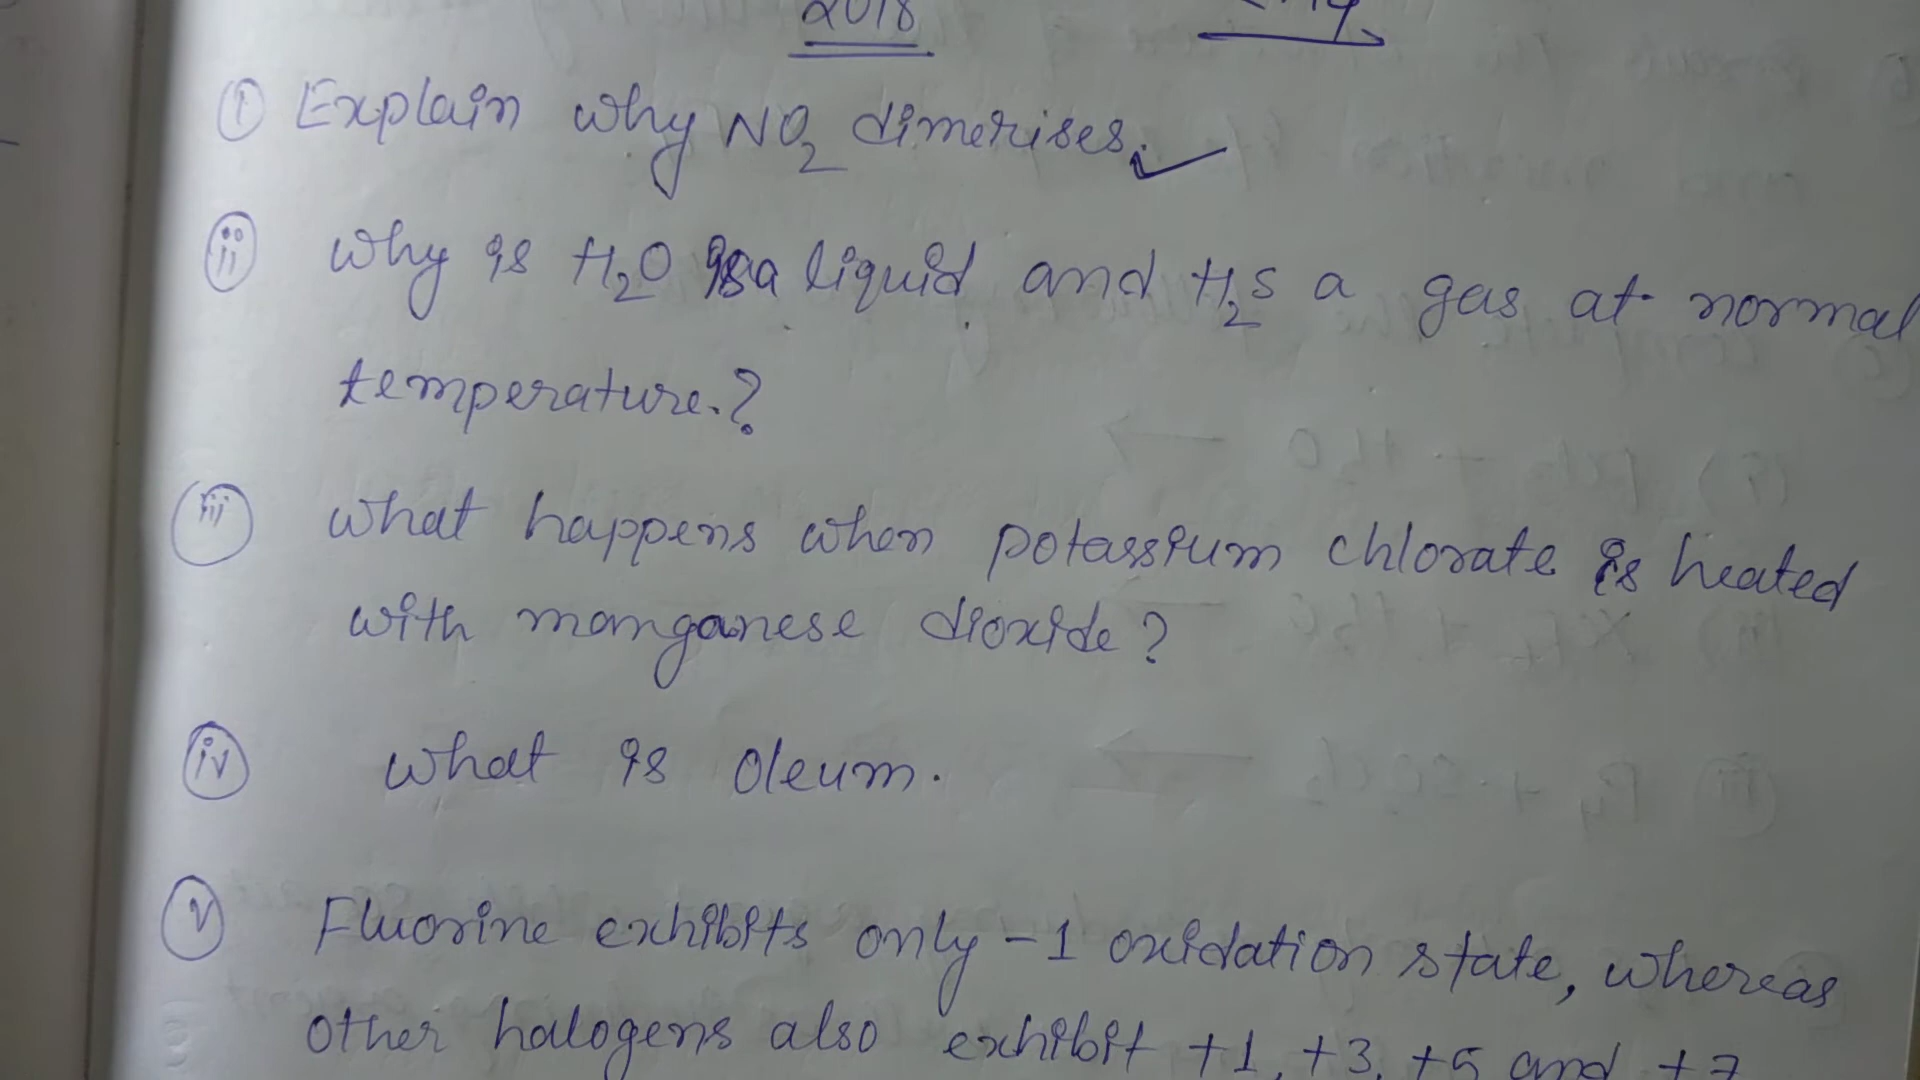 2018
① Explain why NO₂ dimerises.
ii why is H₂O is a liquid and H₂S a gas at normal
temperature.?
iii what happens when potassium chlorate is heated
with manganese dioxide?
iv what is oleum.
v Fluorine exhibits only -1 oxidation state, whereas
other halogens also exhibit +1, +3, +5 and +7